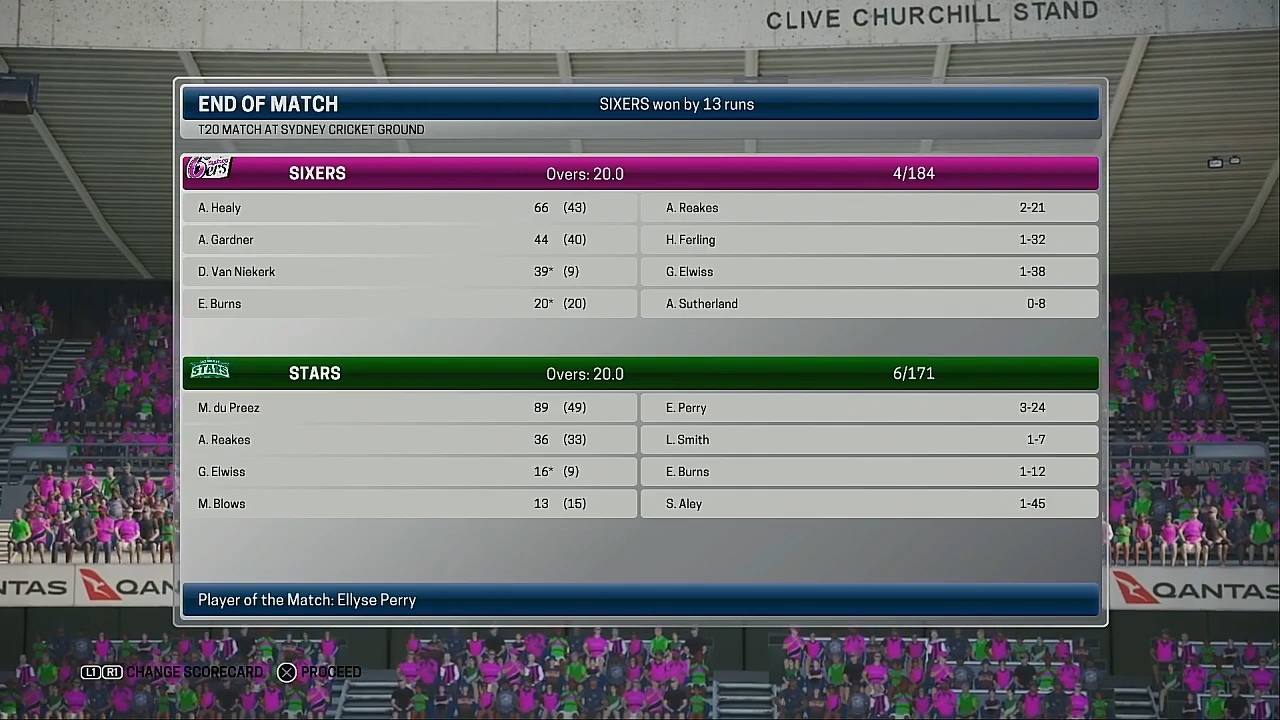 CLIVE CHURCHILL STAND
END OF MATCH SIXERS won by 13 runs
T20 MATCH AT SYDNEY CRICKET GROUND
6ers SIXERS Overs: 20.0 4/184
A. Healy 66 (43) A. Reakes 2-21
A. Gardner 44 (40) H. Ferling 1-32
D. Van Niekerk 39* (9) G. Elwiss 1-38
E. Burns 20* (20) A. Sutherland 0-8
STARS STARS Overs: 20.0 6/171
M. du Preez 89 (49) E. Perry 3-24
A. Reakes 36 (33) L. Smith 1-7
G. Elwiss 16* (9) E. Burns 1-12
M. Blows 13 (15) S. Aley 1-45
NTAS QAN QANTAS
Player of the Match: Ellyse Perry
L1 R1 CHANGE SCORECARD PROCEED